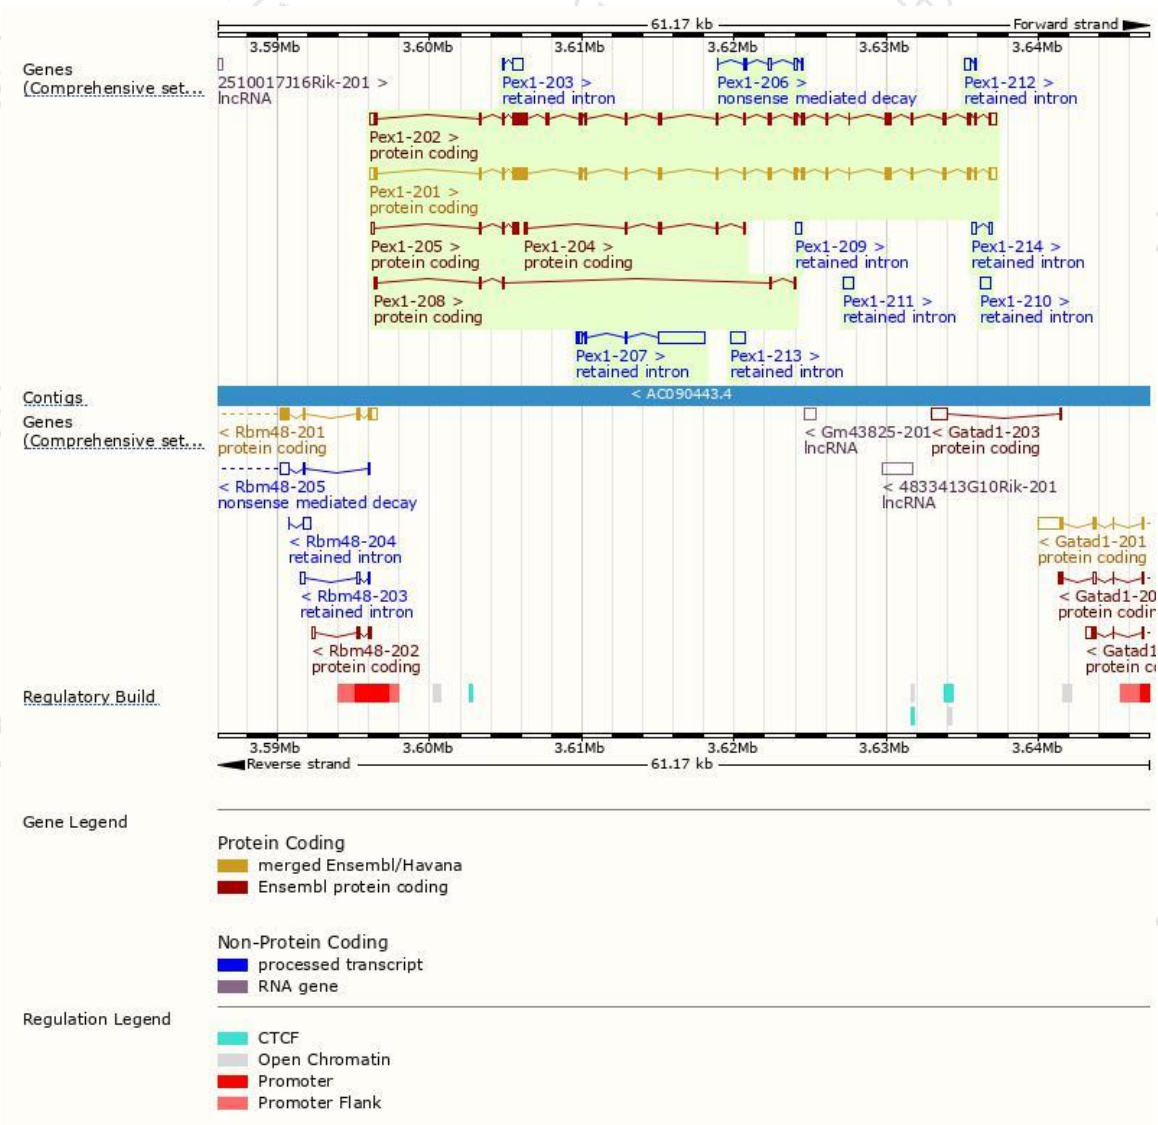 61.17 kb Forward strand
3.59Mb 3.60Mb 3.61Mb 3.62Mb 3.63Mb 3.64Mb
Genes
(Comprehensive set...
2510017J16Rik-201 >
lncRNA
Pex1-203 >
retained intron
Pex1-206 >
nonsense mediated decay
Pex1-212 >
retained intron
Pex1-202 >
protein coding
Pex1-201 >
protein coding
Pex1-205 >
protein coding
Pex1-204 >
protein coding
Pex1-209 >
retained intron
Pex1-214 >
retained intron
Pex1-208 >
protein coding
Pex1-211 >
retained intron
Pex1-210 >
retained intron
Pex1-207 >
retained intron
Pex1-213 >
retained intron
Contigs
< AC090443.4
Genes
(Comprehensive set...
< Rbm48-201
protein coding
< Gm43825-201
lncRNA
< Gatad1-203
protein coding
< Rbm48-205
nonsense mediated decay
< 4833413G10Rik-201
lncRNA
< Rbm48-204
retained intron
< Gatad1-201
protein coding
< Rbm48-203
retained intron
< Gatad1-20
protein codin
< Rbm48-202
protein coding
< Gatad1
protein co
Regulatory Build
3.59Mb 3.60Mb 3.61Mb 3.62Mb 3.63Mb 3.64Mb
Reverse strand 61.17 kb
Gene Legend
Protein Coding
merged Ensembl/Havana
Ensembl protein coding
Non-Protein Coding
processed transcript
RNA gene
Regulation Legend
CTCF
Open Chromatin
Promoter
Promoter Flank